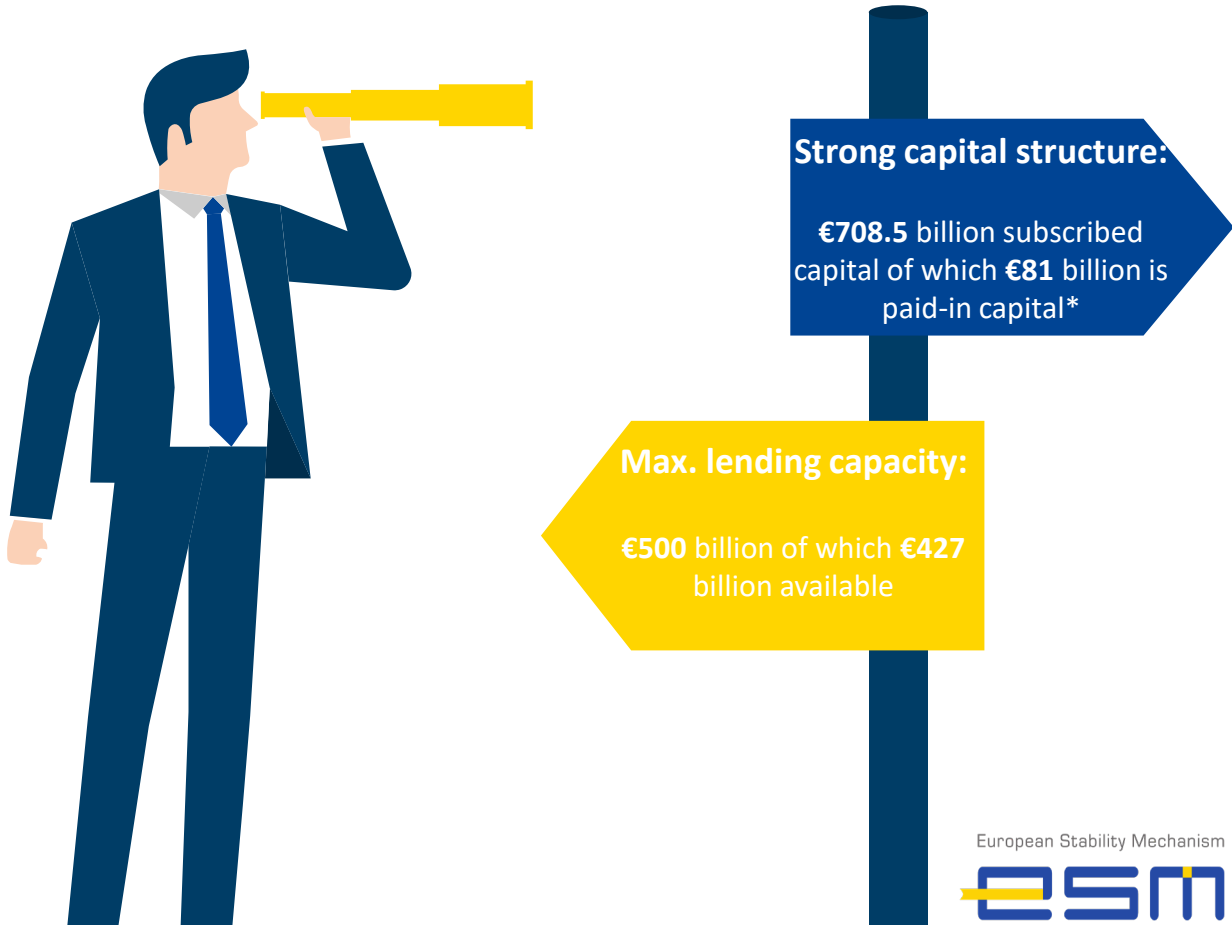 Strong capital structure:
€708.5 billion subscribed
capital of which €81 billion is
paid-in capital*
Max. lending capacity:
€500 billion of which €427
billion available
European Stability Mechanism
esm